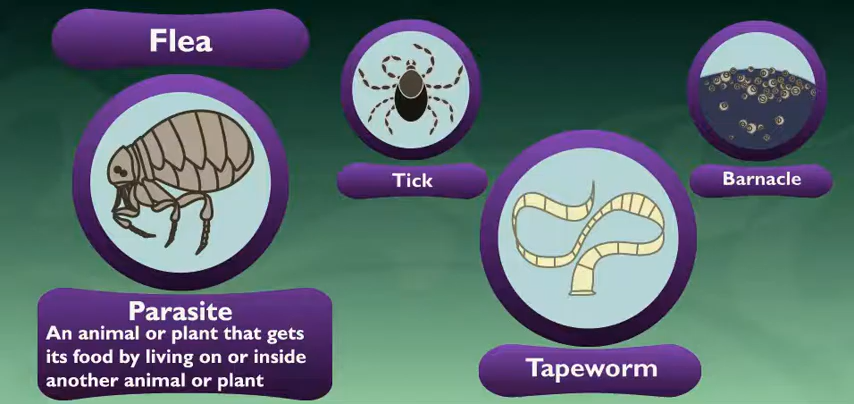 Flea
Parasite
An animal or plant that gets
its food by living on or inside
another animal or plant
Tick
Tapeworm
Barnacle